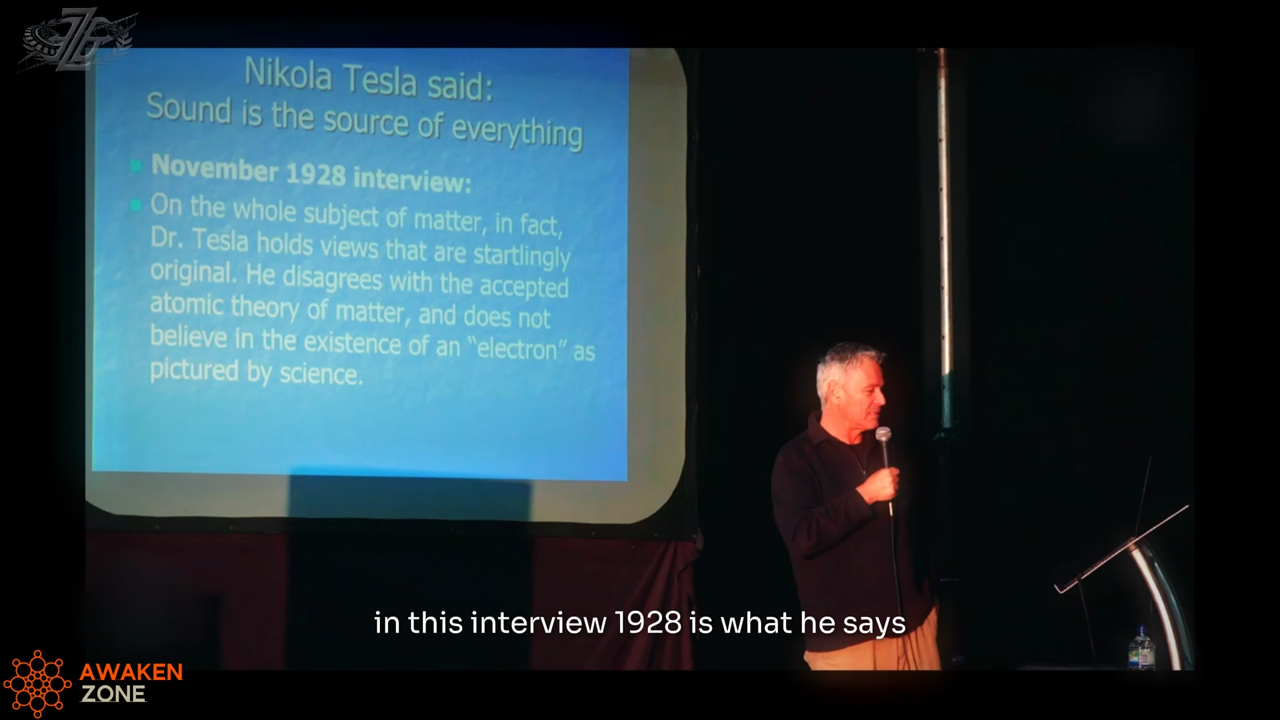 Nikola Tesla said:
Sound is the source of everything
November 1928 interview:
On the whole subject of matter, in fact,
Dr. Tesla holds views that are startlingly
original. He disagrees with the accepted
atomic theory of matter, and does not
believe in the existence of an “electron” as
pictured by science.
in this interview 1928 is what he says
AWAKEN
ZONE